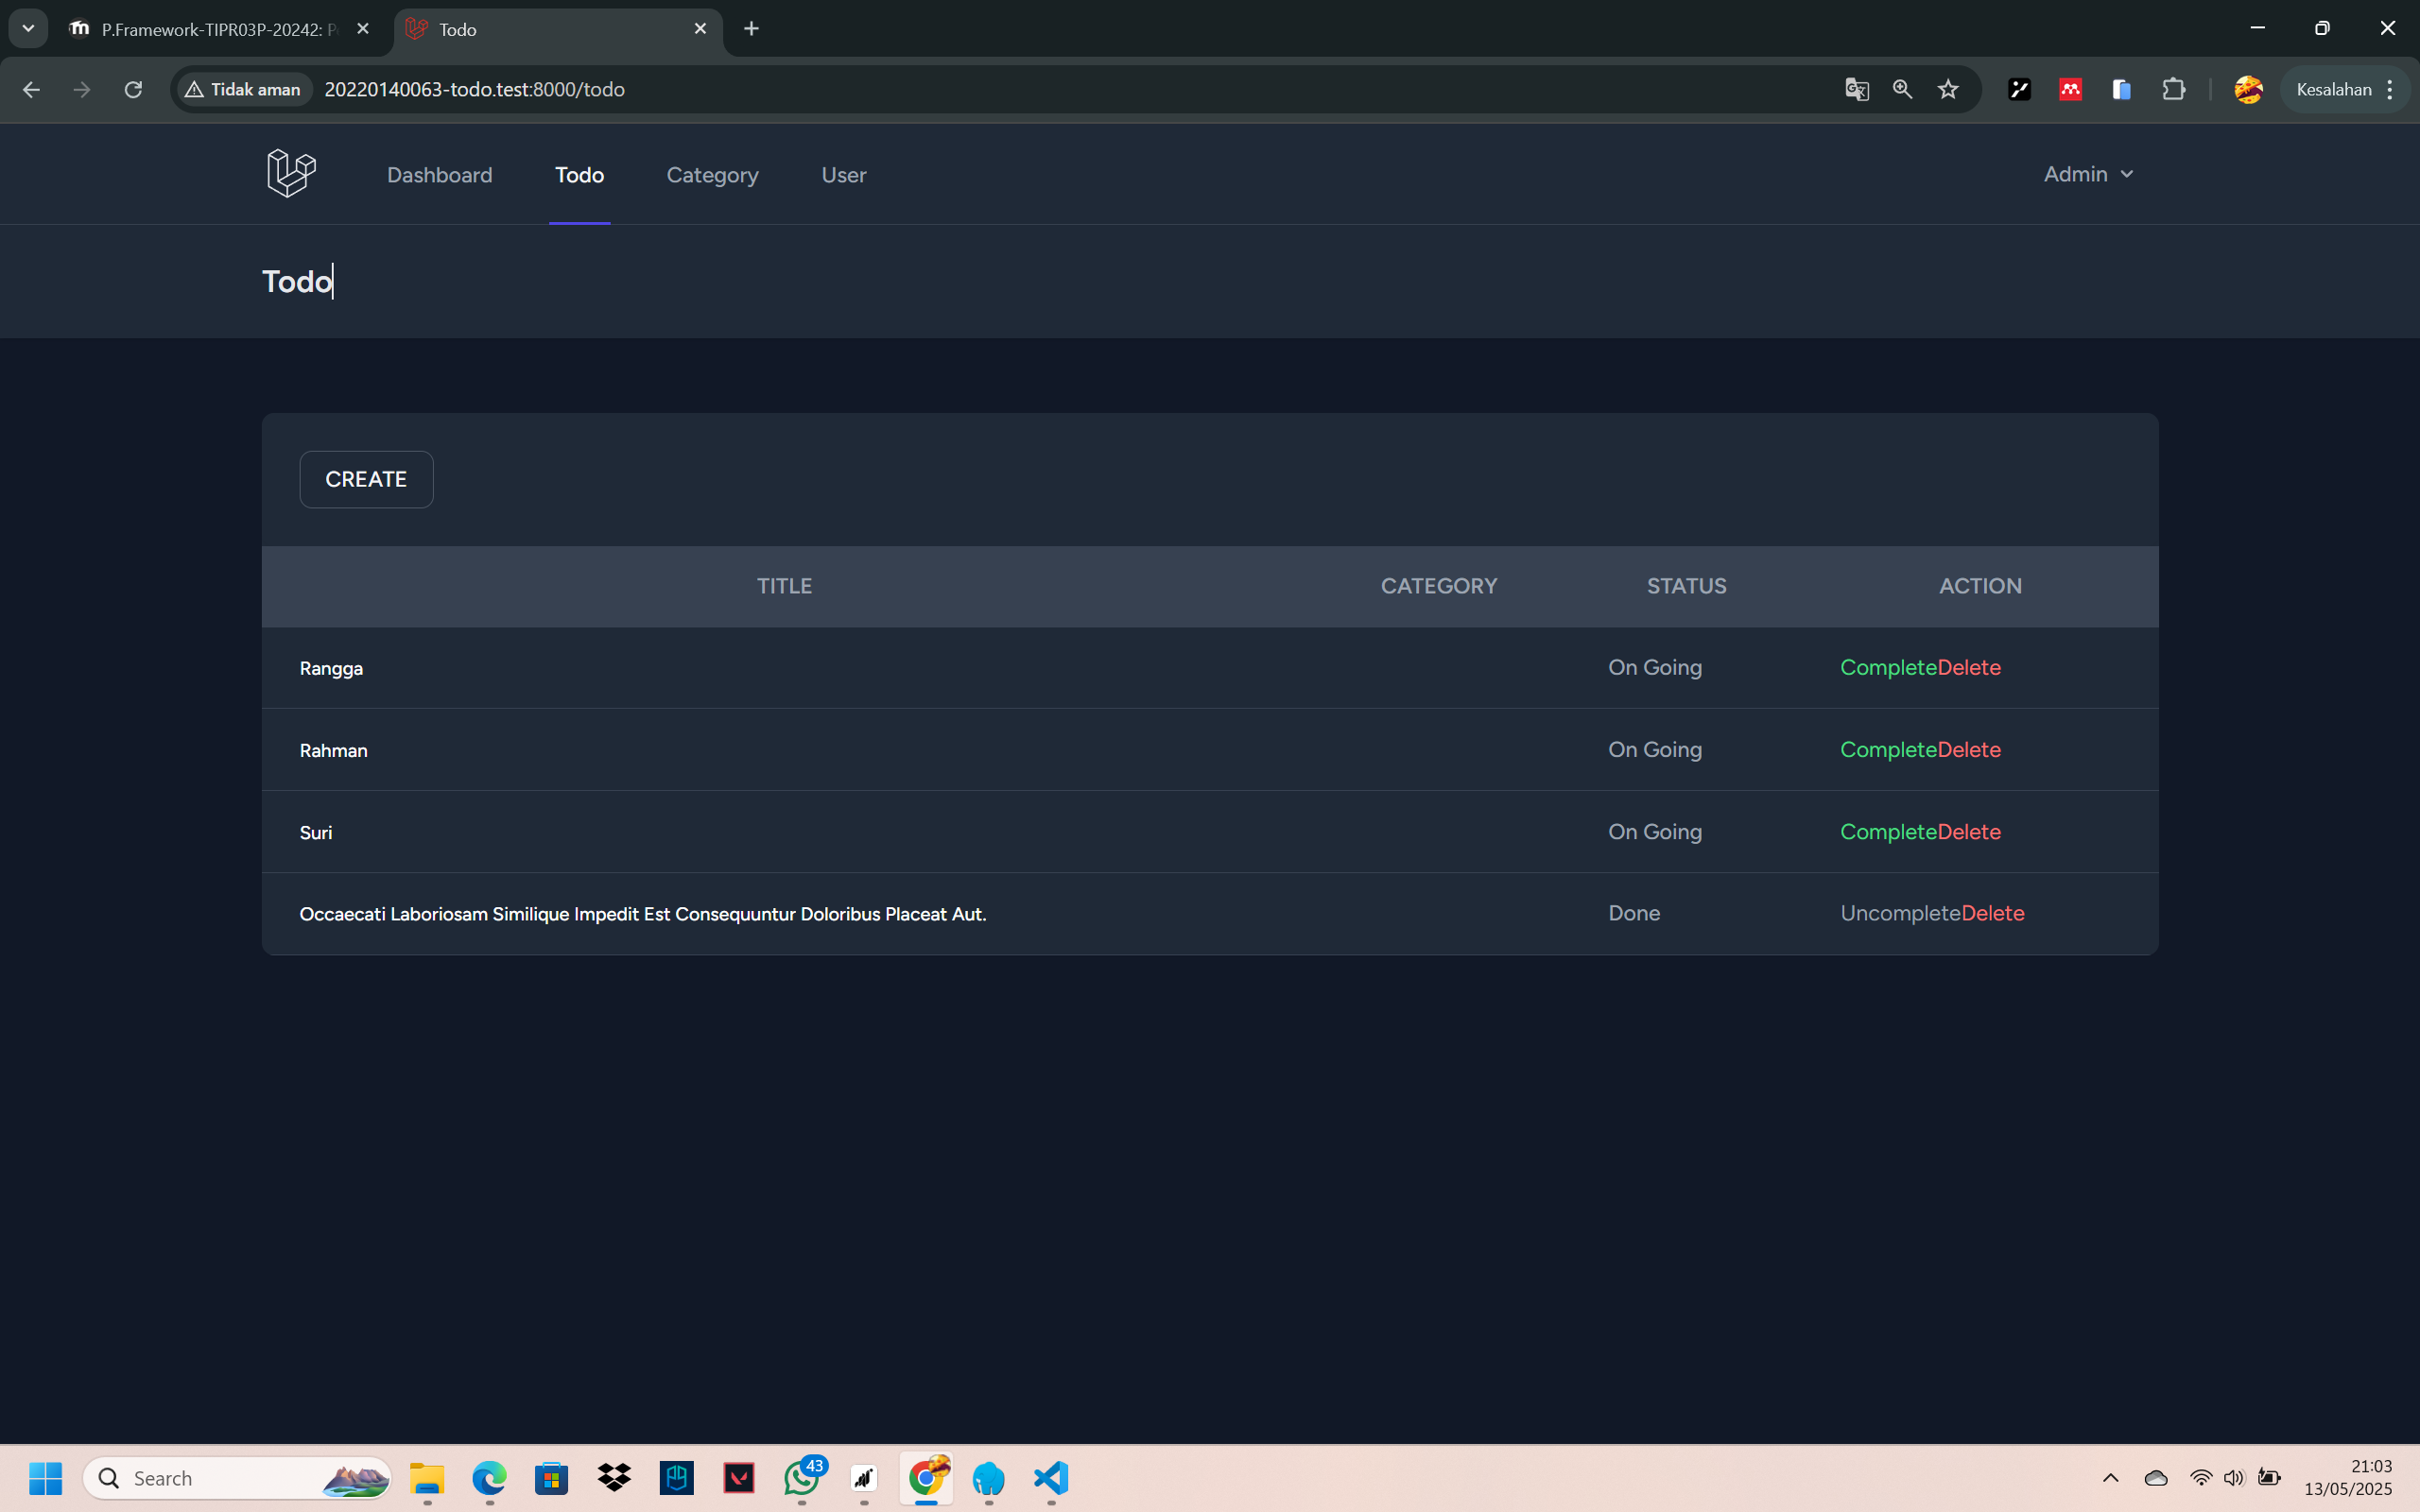 P.Framework-TIPR03P-20242: P
Todo
Tidak aman
20220140063-todo.test:8000/todo
Kesalahan
Dashboard
Todo
Category
User
Admin
Todo
CREATE
TITLE CATEGORY STATUS ACTION
Rangga On Going CompleteDelete
Rahman On Going CompleteDelete
Suri On Going CompleteDelete
Occaecati Laboriosam Similique Impedit Est Consequuntur Doloribus Placeat Aut. Done UncompleteDelete
Search
43
21:03
13/05/2025